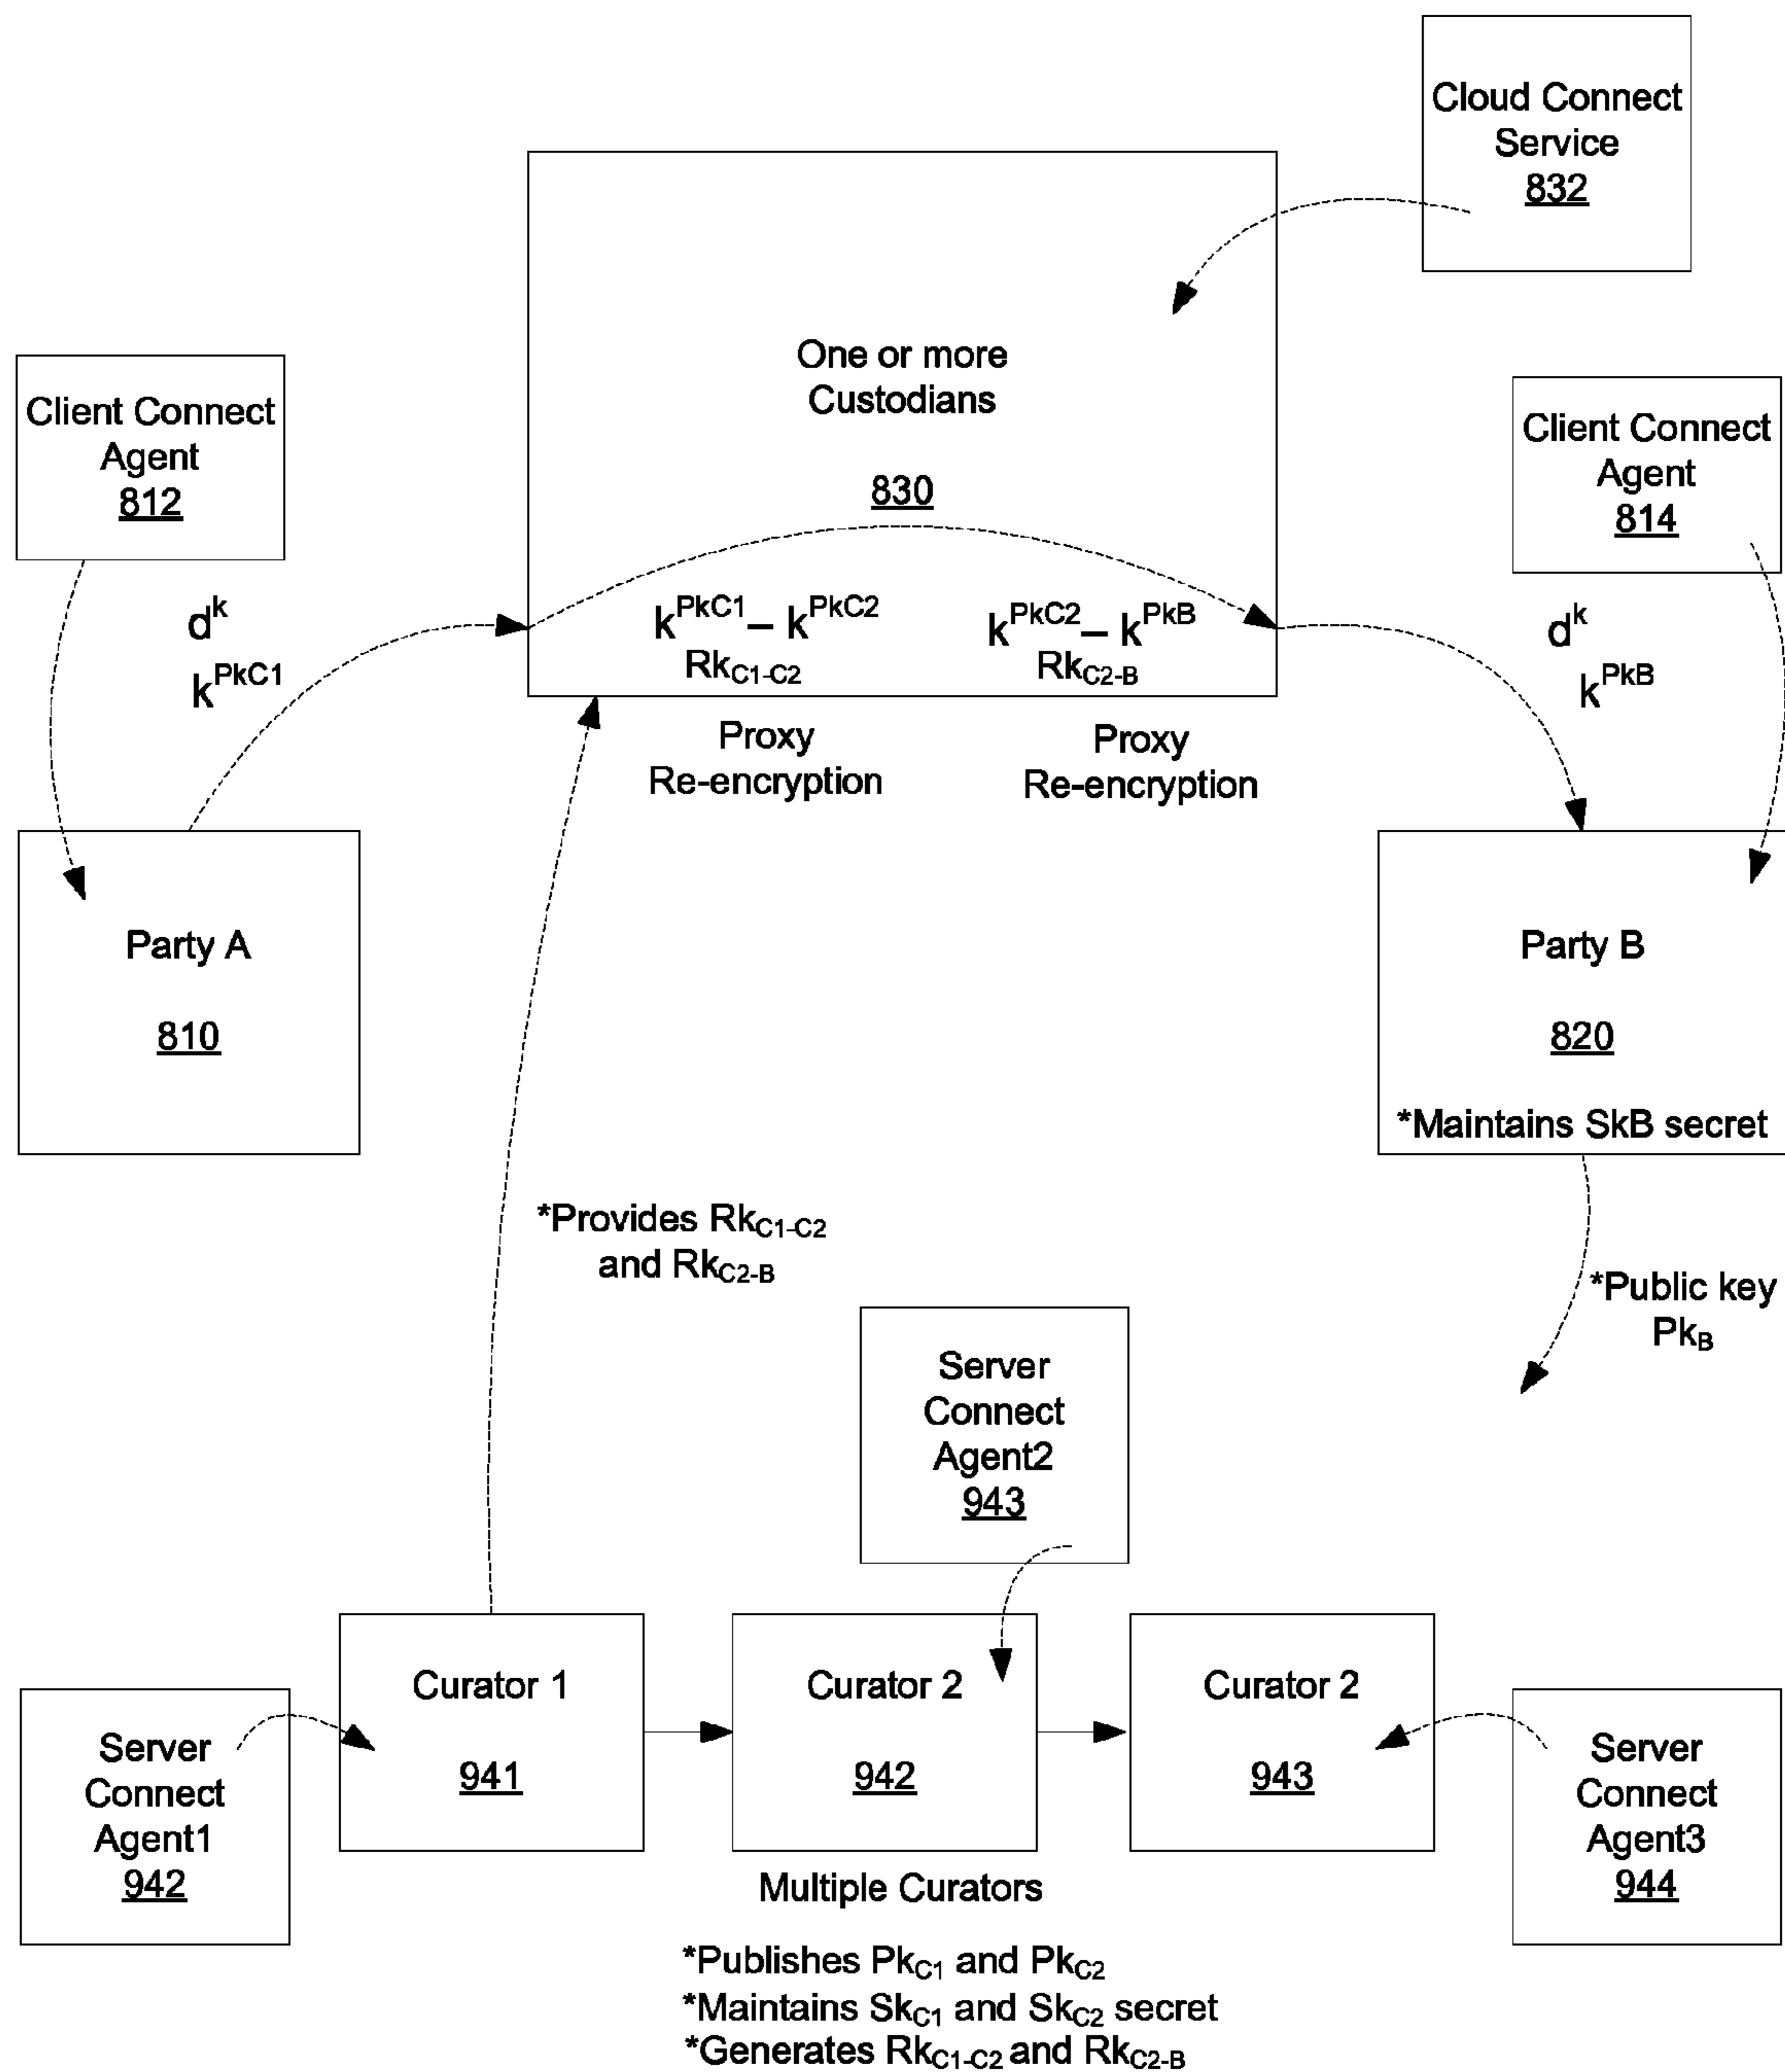 Cloud Connect
Service
832
One or more
Custodians
830
Client Connect
Agent
812
Client Connect
Agent
814
d^k
k^PkC1
k^PkC1 – k^PkC2
Rk_C1-C2
k^PkC2 – k^PkB
Rk_C2-B
d^k
k^PkB
Proxy
Re-encryption
Proxy
Re-encryption
Party A
810
Party B
820
*Maintains SkB secret
*Provides Rk_C1-C2
and Rk_C2-B
*Public key
Pk_B
Server
Connect
Agent2
943
Curator 1
941
Curator 2
942
Curator 2
943
Server
Connect
Agent1
942
Server
Connect
Agent3
944
Multiple Curators
*Publishes Pk_C1 and Pk_C2
*Maintains Sk_C1 and Sk_C2 secret
*Generates Rk_C1-C2 and Rk_C2-B